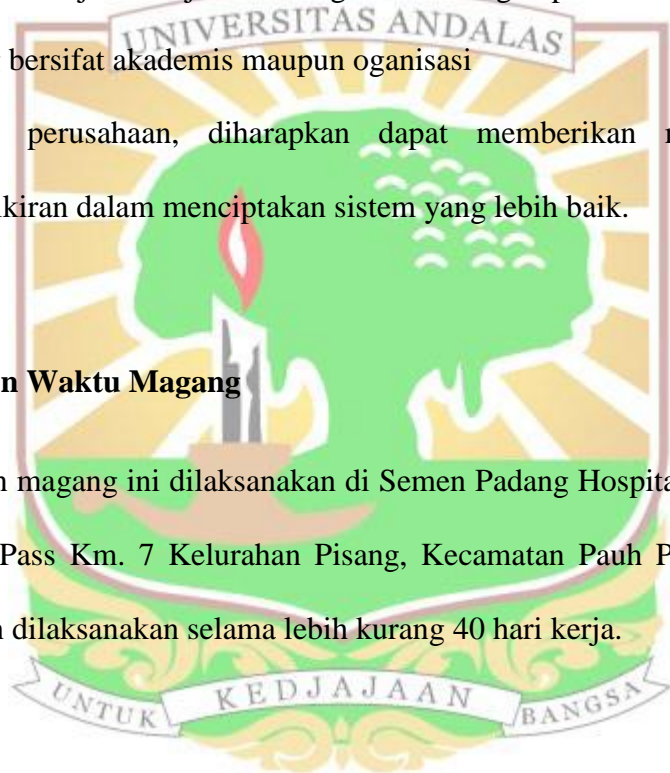 UNIVERSITAS ANDALAS
bersifat akademis maupun oganisasi
perusahaan, diharapkan dapat memberikan
dalam menciptakan sistem yang lebih baik.
Waktu Magang
magang ini dilaksanakan di Semen Padang
Pass Km. 7 Kelurahan Pisang, Kecamatan Pauh
dilaksanakan selama lebih kurang 40 hari kerja.
UNTUK KEDJAJAAN BANGSA